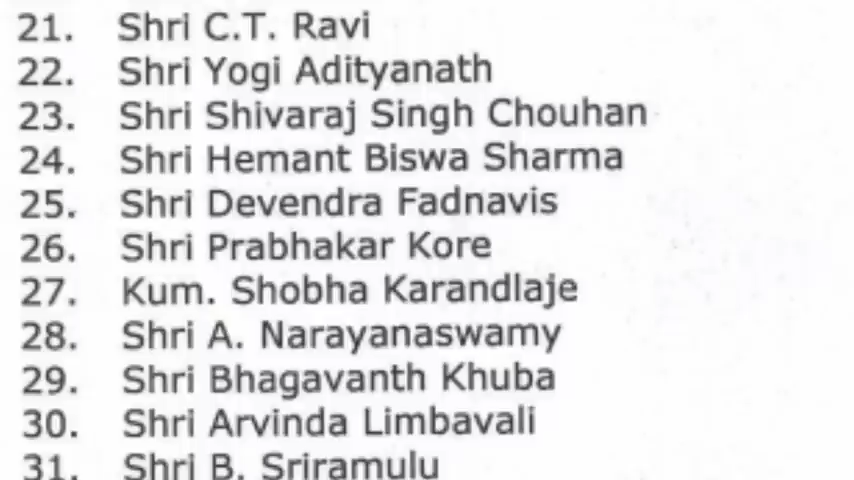 21. Shri C.T. Ravi
22. Shri Yogi Adityanath
23. Shri Shivaraj Singh Chouhan
24. Shri Hemant Biswa Sharma
25. Shri Devendra Fadnavis
26. Shri Prabhakar Kore
27. Kum. Shobha Karandlaje
28. Shri A. Narayanaswamy
29. Shri Bhagavanth Khuba
30. Shri Arvinda Limbavali
31. Shri B. Sriramulu